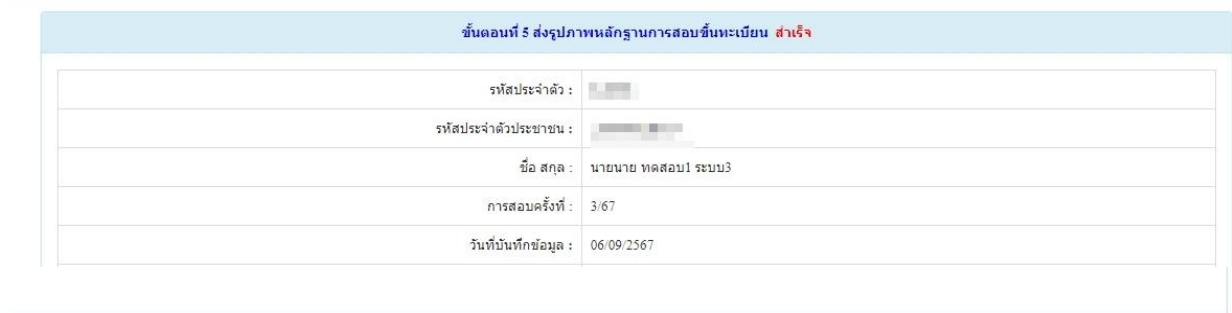 ขั้นตอนที่ 5 ส่งรูปภาพหลักฐานการสอบขึ้นทะเบียน สำเร็จ
รหัสประจำตัว :
รหัสประจำตัวประชาชน :
ชื่อ สกุล : นายนาย ทดสอบ1 ระบบ3
การสอบครั้งที่ : 3/67
วันที่บันทึกข้อมูล : 06/09/2567